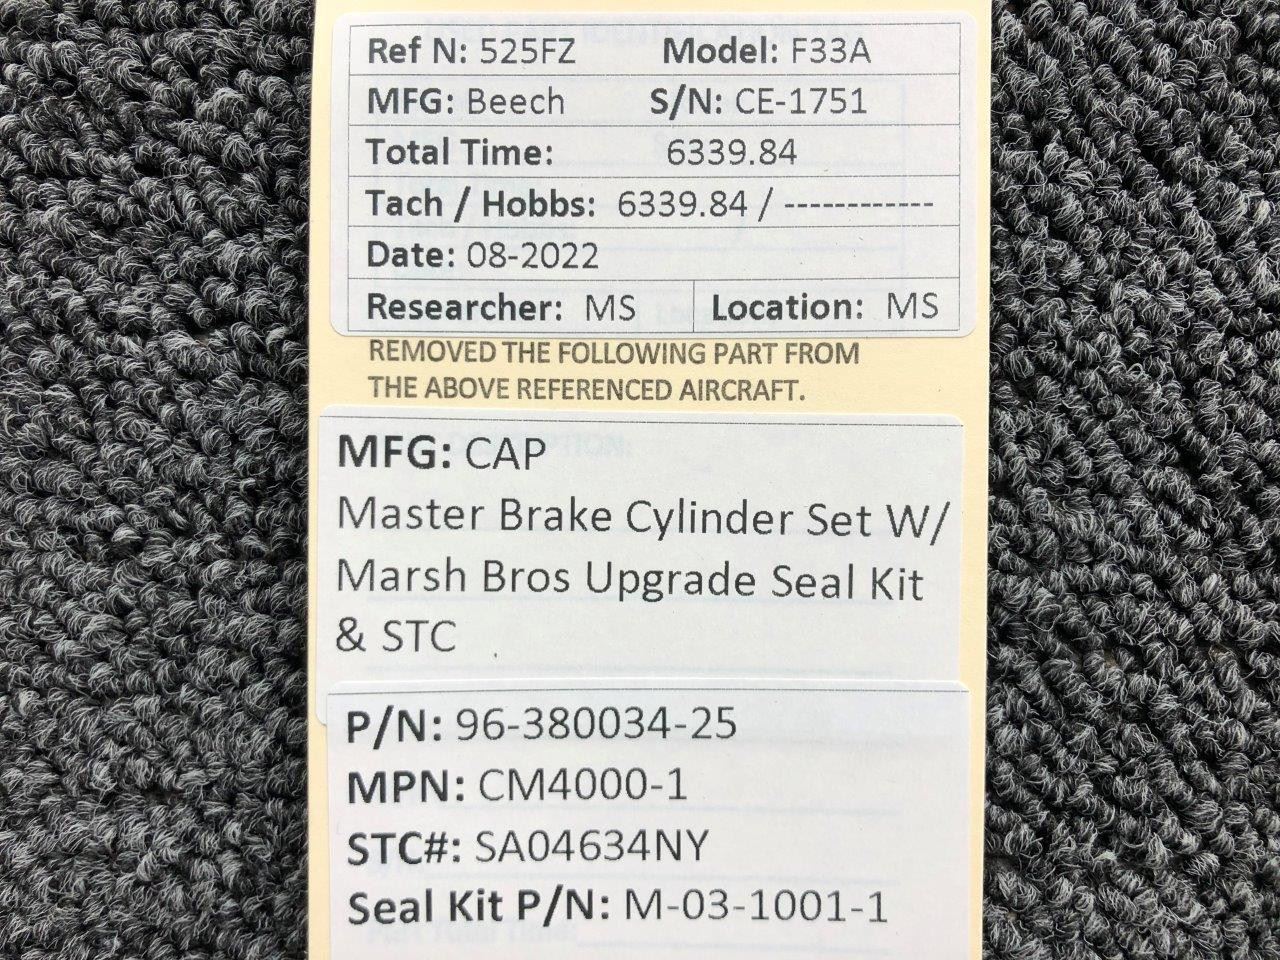 Ref N: 525FZ Model: F33A
MFG: Beech S/N: CE-1751
Total Time: 6339.84
Tach / Hobbs: 6339.84 / ------------
Date: 08-2022
Researcher: MS Location: MS
REMOVED THE FOLLOWING PART FROM
THE ABOVE REFERENCED AIRCRAFT.
MFG: CAP
Master Brake Cylinder Set W/
Marsh Bros Upgrade Seal Kit
& STC
P/N: 96-380034-25
MPN: CM4000-1
STC#: SA04634NY
Seal Kit P/N: M-03-1001-1